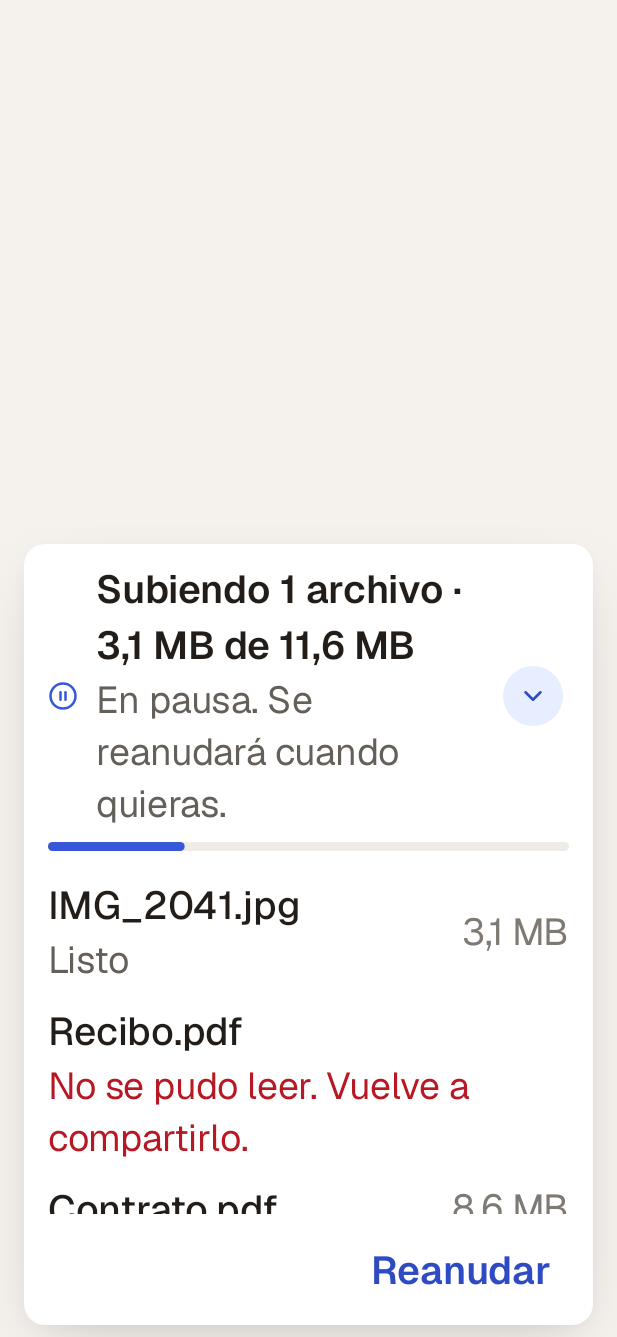 Subiendo 1 archivo ·
3,1 MB de 11,6 MB
En pausa. Se
reanudará cuando
quieras.
IMG_2041.jpg
3,1 MB
Listo
Recibo.pdf
No se pudo leer. Vuelve a
compartirlo.
Contrato.pdf
8,6 MB
Reanudar